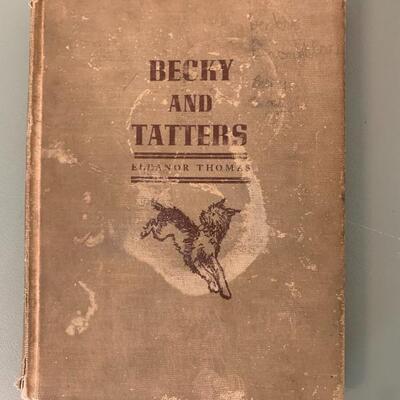 BECKY
AND
TATTERS
ELEANOR THOMAS